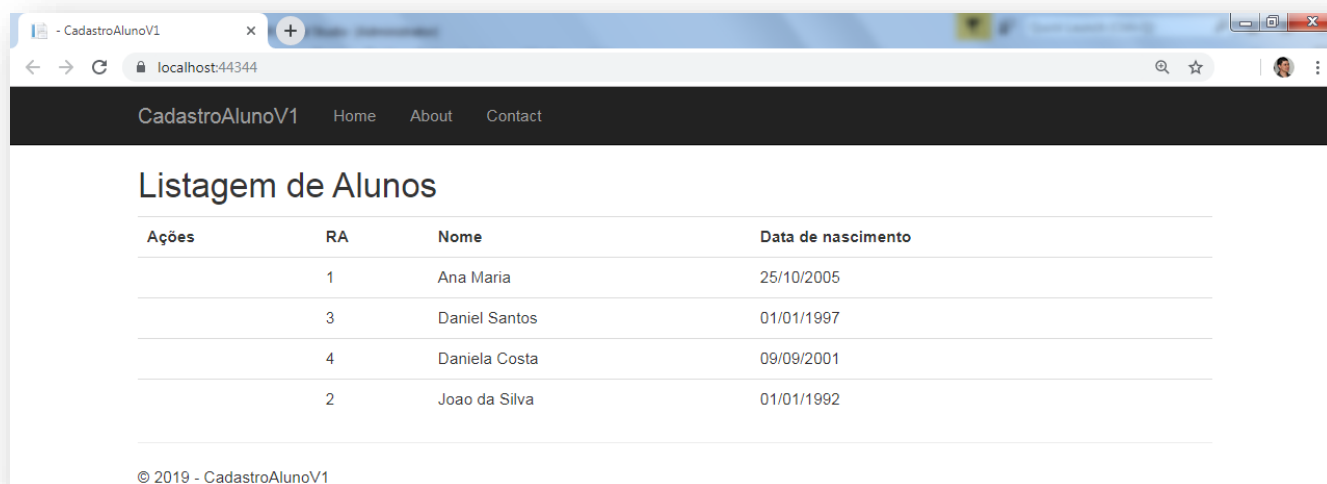 - CadastroAlunoV1
localhost:44344
CadastroAlunoV1 Home About Contact
Listagem de Alunos
Ações RA Nome Data de nascimento
1 Ana Maria 25/10/2005
3 Daniel Santos 01/01/1997
4 Daniela Costa 09/09/2001
2 Joao da Silva 01/01/1992
© 2019 - CadastroAlunoV1